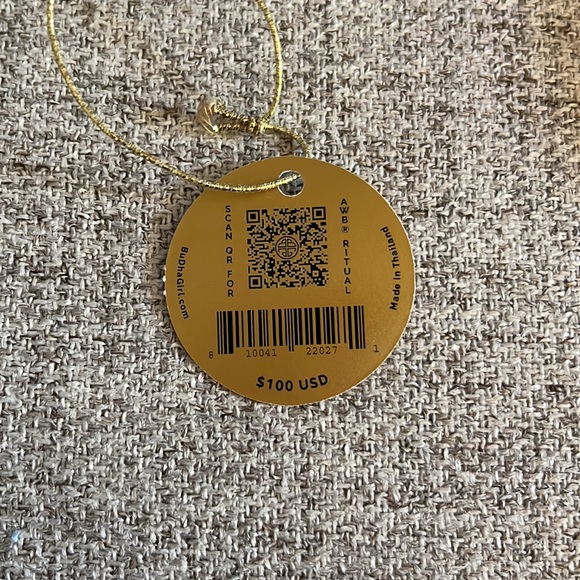 SCAN QR FOR
AWB® RITUAL
BuDhaGirl.com
Made in Thailand
8 10041 22027 1
$100 USD